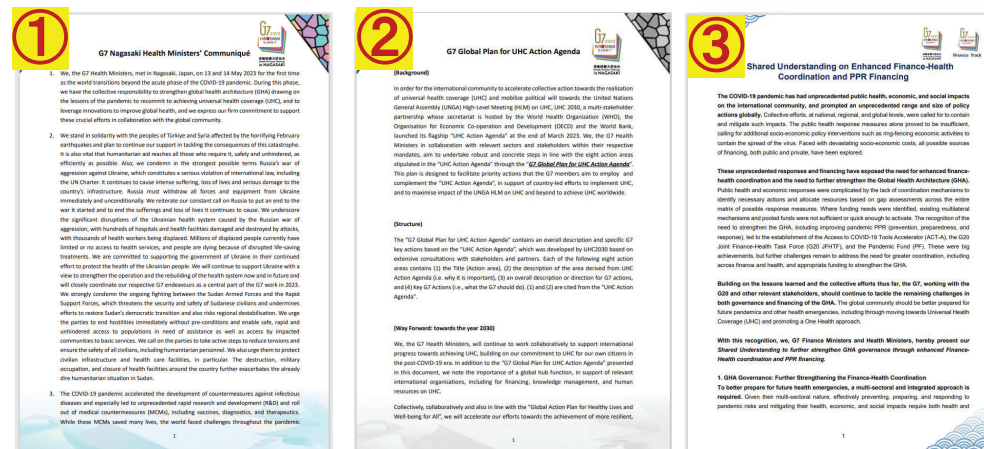 ①
G7 2023
HIROSHIMA
in NAGASAKI
G7 Nagasaki Health Ministers' Communiqué
1. We, the G7 Health Ministers, met in Nagasaki, Japan, on 13 and 14 May 2023 for the first time
as the world transitions beyond the acute phase of the COVID-19 pandemic. During this phase,
we have the collective responsibility to strengthen global health architecture (GHA) drawing on
the lessons of the pandemic to recommit to achieving universal health coverage (UHC), and to
leverage innovations to improve global health, and we express our firm commitment to support
these crucial efforts in collaboration with the global community.
2. We stand in solidarity with the peoples of Türkiye and Syria affected by the horrifying February
earthquakes and plan to continue our support in tackling the consequences of this catastrophe.
It is also vital that humanitarian aid reaches all those who require it, safely and unhindered, as
efficiently as possible. Also, we condemn in the strongest possible terms Russia's war of
aggression against Ukraine, which constitutes a serious violation of international law, including
the UN Charter. It continues to cause intense suffering, loss of lives and serious damage to the
country's infrastructure. Russia must withdraw all forces and equipment from Ukraine
immediately and unconditionally. We reiterate our constant call on Russia to put an end to the
war it started and to end the sufferings and loss of lives it continues to cause. We underscore
the significant disruptions of the Ukrainian health system caused by the Russian war of
aggression, with hundreds of hospitals and health facilities damaged and destroyed by attacks,
with thousands of health workers being displaced. Millions of displaced people currently have
limited or no access to health services, and people are dying because of disrupted life-saving
treatments. We are committed to supporting the government of Ukraine in their continued
effort to protect the health of the Ukrainian people. We will continue to support Ukraine with a
view to strengthen the operation and the rebuilding of the health system now and in future and
will closely coordinate our respective G7 endeavours as a central part of the G7 work in 2023.
We strongly condemn the ongoing fighting between the Sudan Armed Forces and the Rapid
Support Forces, which threatens the security and safety of Sudanese civilians and undermines
efforts to restore Sudan's democratic transition and also risks regional destabilisation. We urge
the parties to end hostilities immediately without pre-conditions and enable safe, rapid and
unhindered access to populations in need of assistance as well as access by impacted
communities to basic services. We call on the parties to take active steps to reduce tensions and
ensure the safety of all civilians, including humanitarian personnel. We also urge them to protect
civilian infrastructure and health care facilities, in particular. The destruction, military
occupation, and closure of health facilities around the country further exacerbates the already
dire humanitarian situation in Sudan.
3. The COVID-19 pandemic accelerated the development of countermeasures against infectious
diseases and especially led to unprecedented rapid research and development (R&D) and roll
out of medical countermeasures (MCMs), including vaccines, diagnostics, and therapeutics.
While these MCMs saved many lives, the world faced challenges throughout the pandemic
1
②
G7 2023
HIROSHIMA
in NAGASAKI
G7 Global Plan for UHC Action Agenda
(Background)
In order for the international community to accelerate collective action towards the realization
of universal health coverage (UHC) and mobilize political will towards the United Nations
General Assembly (UNGA) High-Level Meeting (HLM) on UHC, UHC 2030, a multi-stakeholder
partnership whose secretariat is hosted by the World Health Organization (WHO), the
Organisation for Economic Co-operation and Development (OECD) and the World Bank,
launched its flagship "UHC Action Agenda" at the end of March 2023. We, the G7 Health
Ministers in collaboration with relevant sectors and stakeholders within their respective
mandates, aim to undertake robust and concrete steps in line with the eight action areas
stipulated in the "UHC Action Agenda" through the "G7 Global Plan for UHC Action Agenda".
This plan is designed to facilitate priority actions that the G7 members aim to employ and
complement the "UHC Action Agenda", in support of country-led efforts to implement UHC,
and to maximise impact of the UNGA HLM on UHC and beyond to achieve UHC worldwide.
(Structure)
The "G7 Global Plan for UHC Action Agenda" contains an overall description and specific G7
key actions based on the "UHC Action Agenda", which was developed by UHC2030 based on
extensive consultations with stakeholders and partners. Each of the following eight action
areas contains (1) the Title (Action area), (2) the description of the area derived from UHC
Action Agenda (i.e. why it is important), (3) an overall description or direction for G7 actions,
and (4) Key G7 Actions (i.e., what the G7 should do). (1) and (2) are cited from the "UHC Action
Agenda".
(Way Forward: towards the year 2030)
We, the G7 Health Ministers, will continue to work collaboratively to support international
progress towards achieving UHC, building on our commitment to UHC for our own citizens in
the post-COVID-19 era. In addition to the "G7 Global Plan for UHC Action Agenda" presented
in this document, we note the importance of a global hub function, in support of relevant
international organisations, including for financing, knowledge management, and human
resources on UHC.
Collectively, collaboratively and also in line with the "Global Action Plan for Healthy Lives and
Well-being for All", we will accelerate our efforts towards the achievement of more resilient,
1
③
G7 2023
in NAGASAKI
Finance Track
Shared Understanding on Enhanced Finance-Health
Coordination and PPR Financing
The COVID-19 pandemic has had unprecedented public health, economic, and social impacts
on the international community, and prompted an unprecedented range and size of policy
actions globally. Collective efforts, at national, regional, and global levels, were called for to contain
and mitigate such impacts. The public health response measures alone proved to be insufficient,
calling for additional socio-economic policy interventions such as ring-fencing economic activities to
contain the spread of the virus. Faced with devastating socio-economic costs, all possible sources
of financing, both public and private, have been explored.
These unprecedented responses and financing have exposed the need for enhanced finance-
health coordination and the need to further strengthen the Global Health Architecture (GHA).
Public health and economic responses were complicated by the lack of coordination mechanisms to
identify necessary actions and allocate resources based on gap assessments across the entire
matrix of possible response measures. Where funding needs were identified, existing multilateral
mechanisms and pooled funds were not sufficient or quick enough to activate. The recognition of the
need to strengthen the GHA, including improving pandemic PPR (prevention, preparedness, and
response), led to the establishment of the Access to COVID-19 Tools Accelerator (ACT-A), the G20
Joint Finance-Health Task Force (G20 JFHTF), and the Pandemic Fund (PF). These were big
achievements, but further challenges remain to address the need for greater coordination, including
across finance and health, and appropriate funding to strengthen the GHA.
Building on the lessons learned and the collective efforts thus far, the G7, working with the
G20 and other relevant stakeholders, should continue to tackle the remaining challenges in
both governance and financing of the GHA. The global community should be better prepared for
future pandemics and other health emergencies, including through moving towards Universal Health
Coverage (UHC) and promoting a One Health approach.
With this recognition, we, G7 Finance Ministers and Health Ministers, hereby present our
Shared Understanding to further strengthen GHA governance through enhanced Finance-
Health coordination and PPR financing.
1. GHA Governance: Further Strengthening the Finance-Health Coordination
To better prepare for future health emergencies, a multi-sectoral and integrated approach is
required. Given their multi-sectoral nature, effectively preventing, preparing, and responding to
pandemic risks and mitigating their health, economic, and social impacts require both health and
1